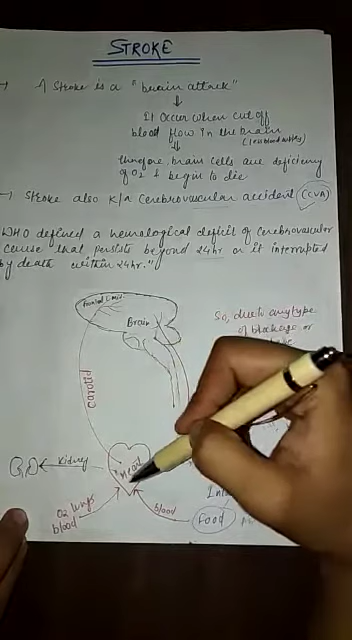 STROKE
→ A Stroke is a "brain attack"
It Occur when cut off
blood flow in the brain
(less blood supply)
therefore brain cells are deficiency
of O2 & begin to die
→ Stroke also k/a Cerebrovascular accident (CVA)
WHO defined a neurological deficit of Cerebrovascular
cause that persists beyond 24hr or it interrupted
by death within 24hr."
Brain
So, due to any type
of blockage or
Carotid
Kidney
Heart
O2 lungs
blood
blood
Food